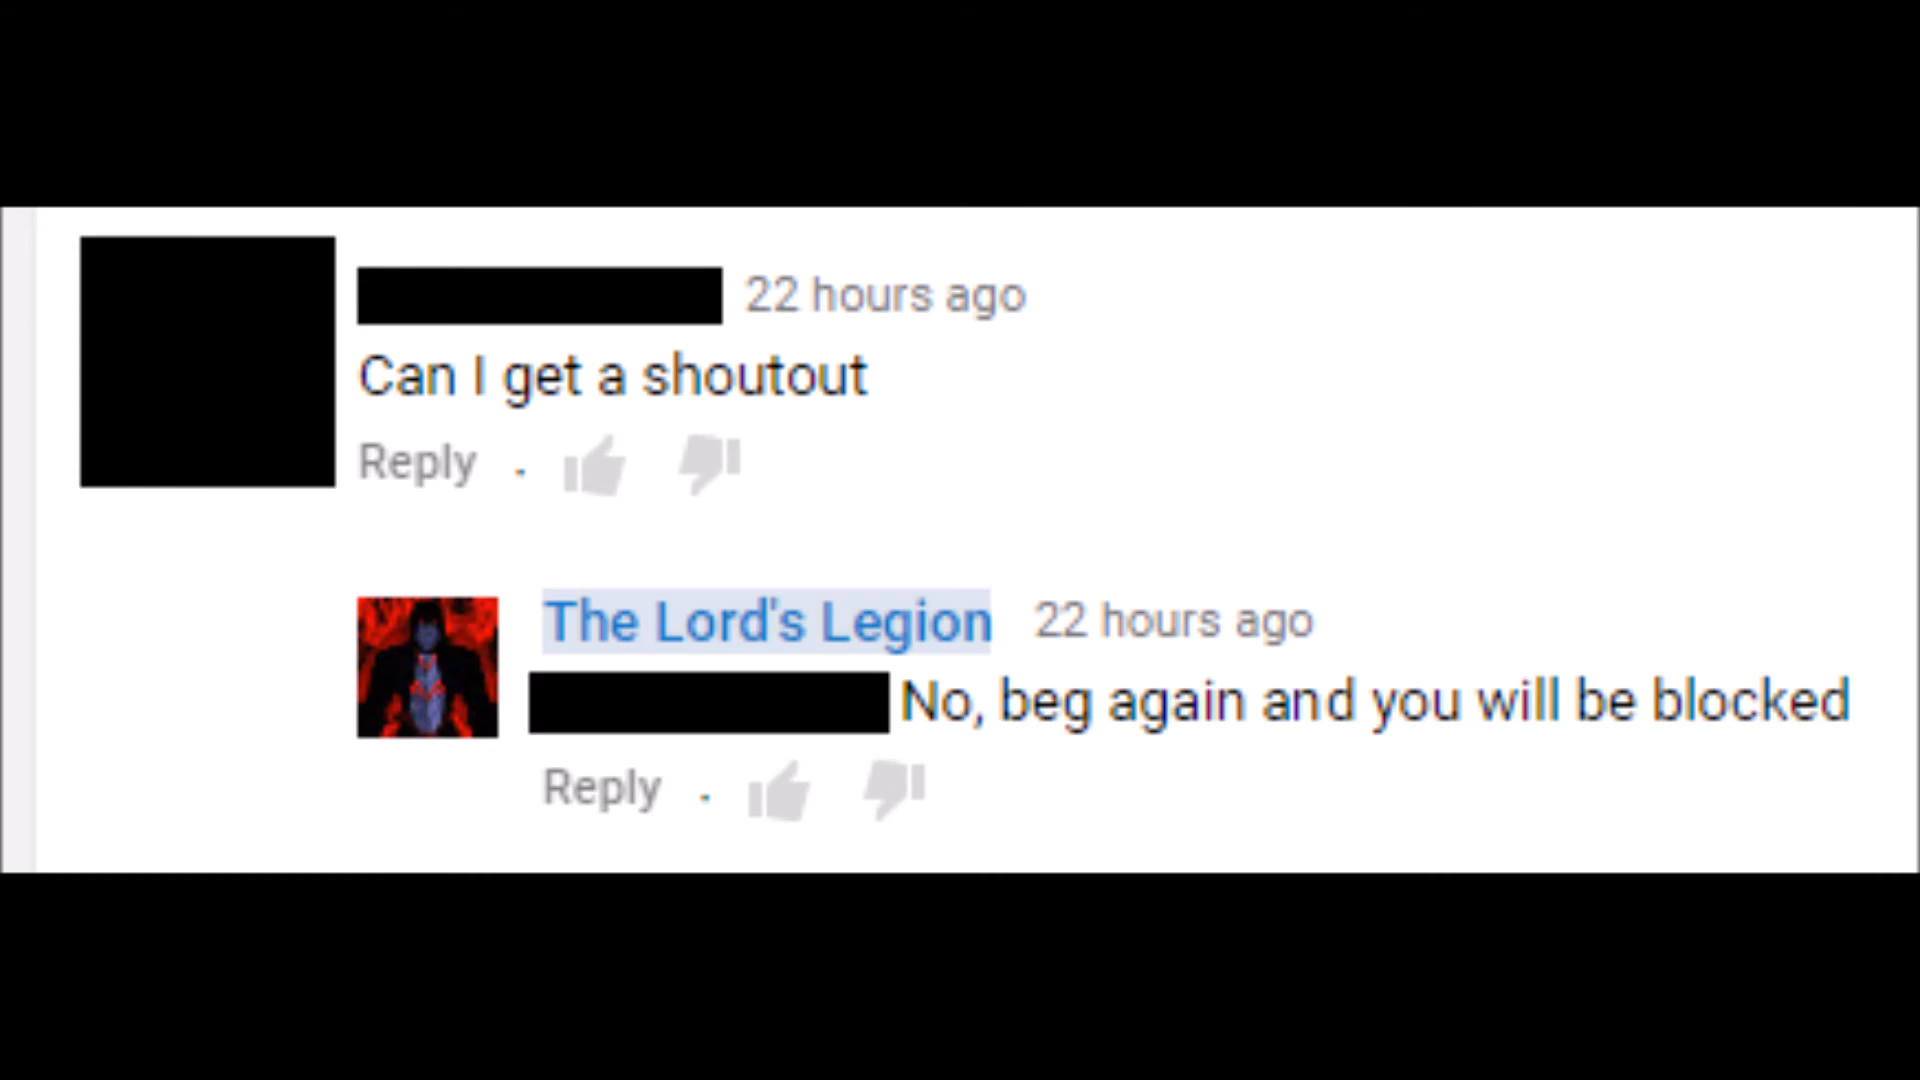 22 hours ago
Can I get a shoutout
Reply
The Lord's Legion 22 hours ago
No, beg again and you will be blocked
Reply